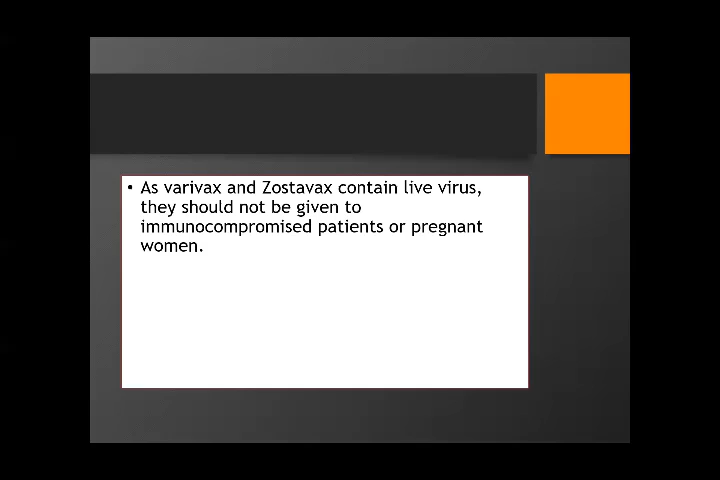 • As varivax and Zostavax contain live virus,
they should not be given to
immunocompromised patients or pregnant
women.